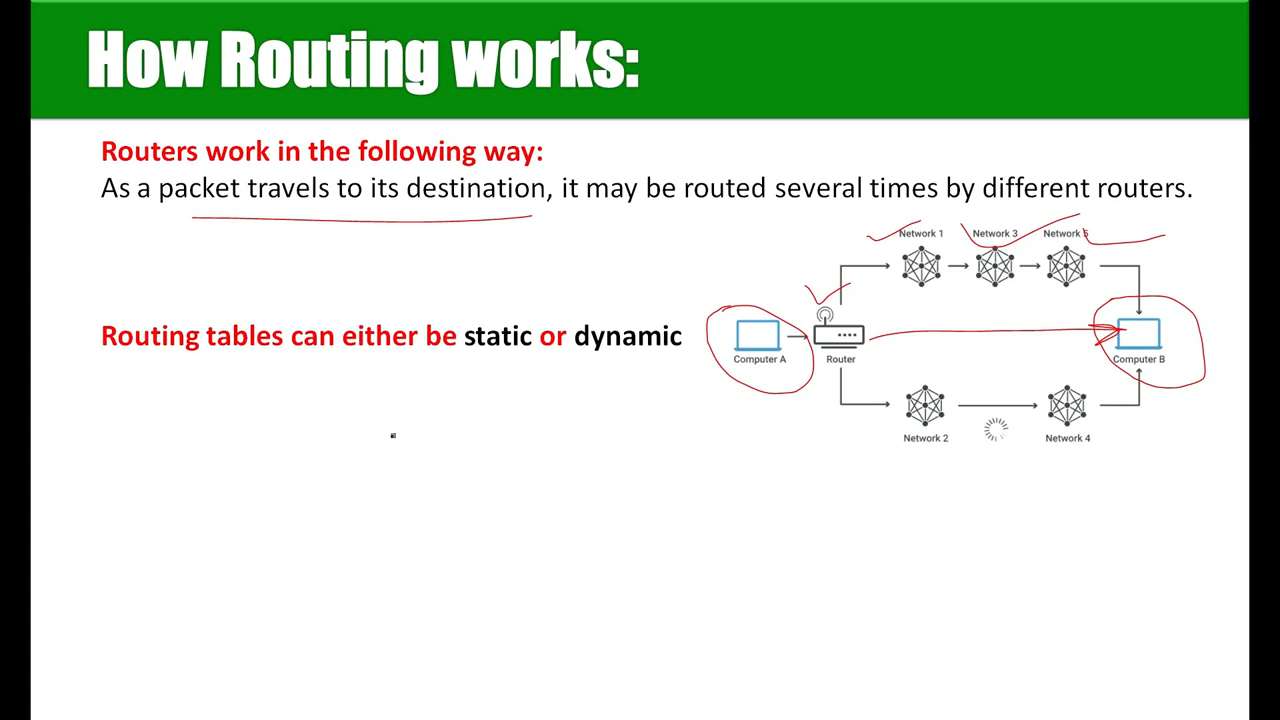 How Routing works:
Routers work in the following way:
As a packet travels to its destination, it may be routed several times by different routers.
Network 1
Network 3
Network 5
Routing tables can either be static or dynamic
Computer A
Router
Computer B
Network 2
Network 4